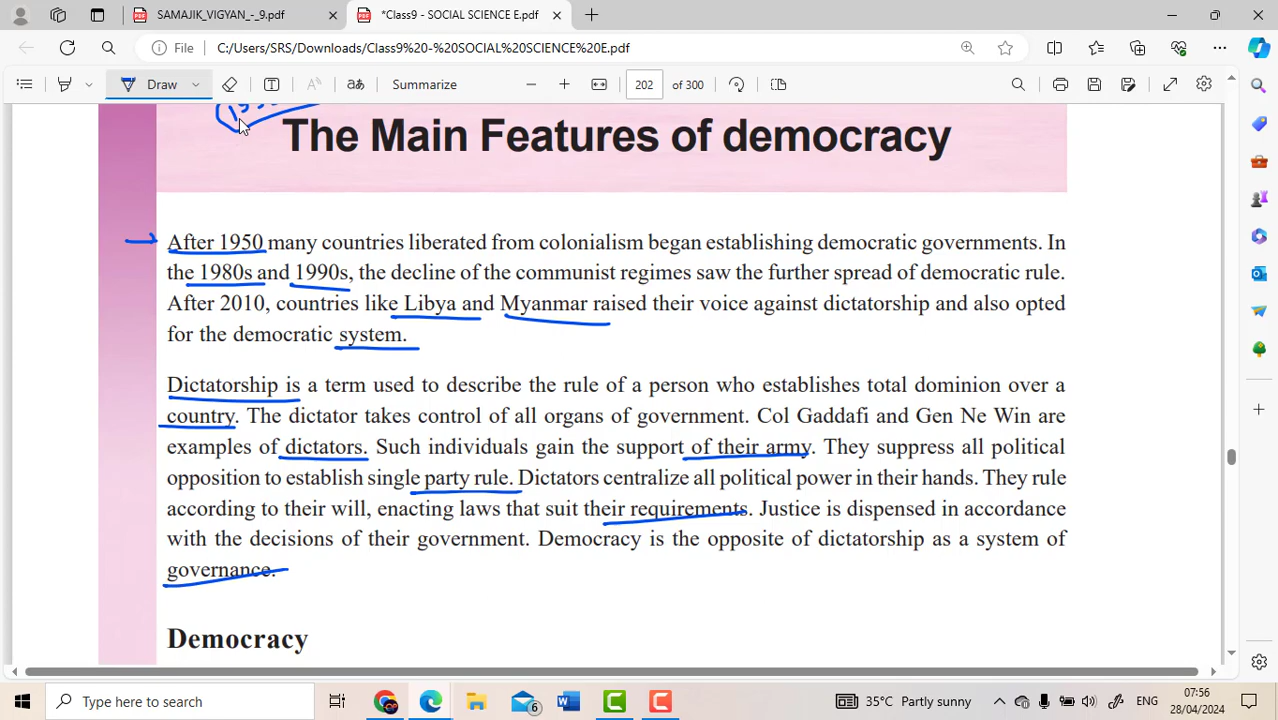 SAMAJIK_VIGYAN_-_9.pdf
*Class9 - SOCIAL SCIENCE E.pdf
File
C:/Users/SRS/Downloads/Class9%20-%20SOCIAL%20SCIENCE%20E.pdf
Draw
Summarize
202 of 300
The Main Features of democracy
After 1950 many countries liberated from colonialism began establishing democratic governments. In
the 1980s and 1990s, the decline of the communist regimes saw the further spread of democratic rule.
After 2010, countries like Libya and Myanmar raised their voice against dictatorship and also opted
for the democratic system.
Dictatorship is a term used to describe the rule of a person who establishes total dominion over a
country. The dictator takes control of all organs of government. Col Gaddafi and Gen Ne Win are
examples of dictators. Such individuals gain the support of their army. They suppress all political
opposition to establish single party rule. Dictators centralize all political power in their hands. They rule
according to their will, enacting laws that suit their requirements. Justice is dispensed in accordance
with the decisions of their government. Democracy is the opposite of dictatorship as a system of
governance.
Democracy
Type here to search
6
35°C Partly sunny
ENG
07:56
28/04/2024